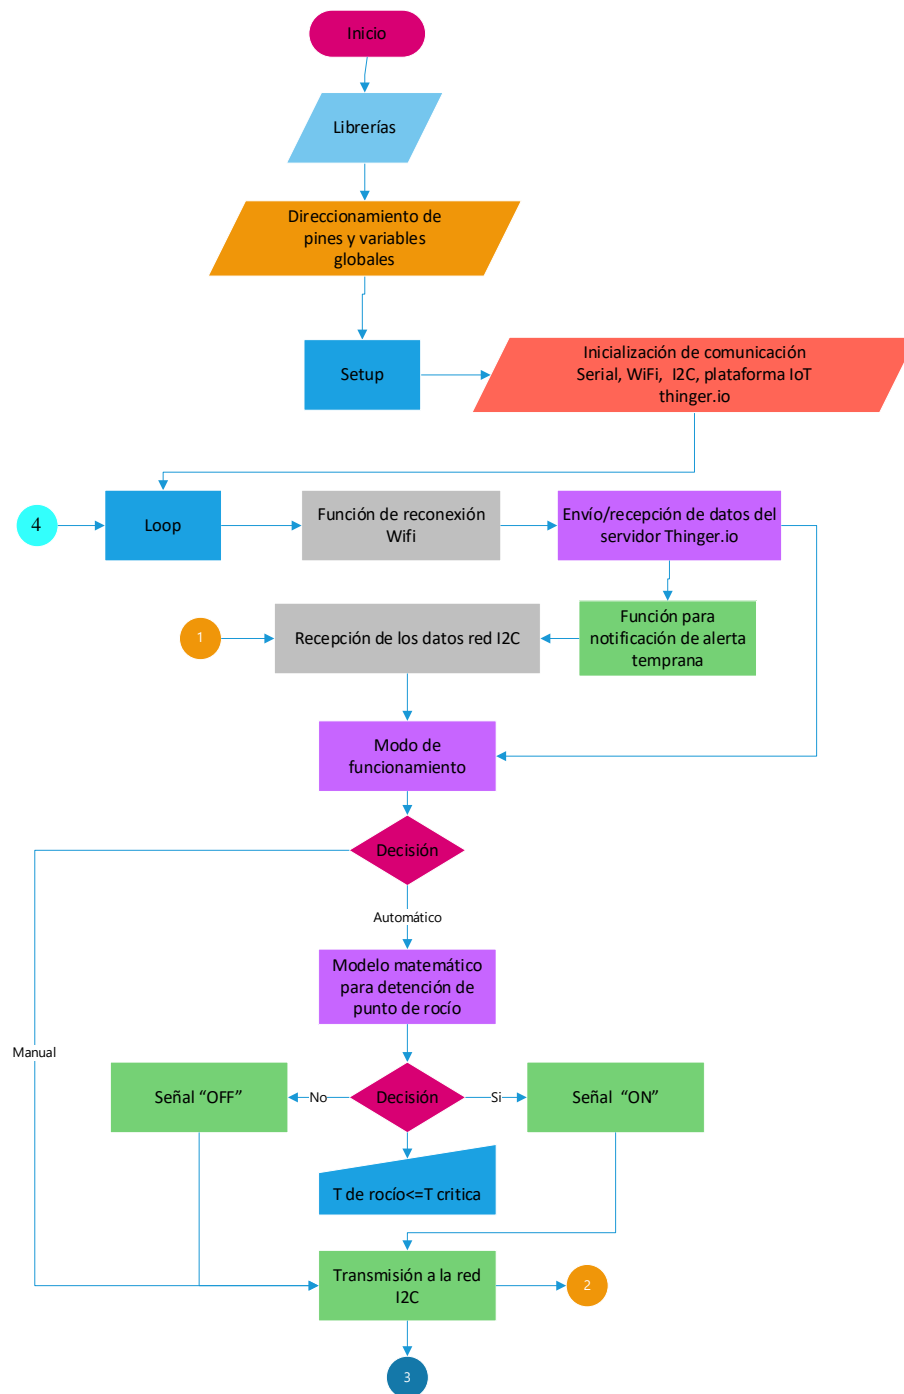 Inicio
Librerías
Direccionamiento de
pines y variables
globales
Setup
Inicialización de comunicación
Serial, WiFi, I2C, plataforma IoT
thinger.io
4
Loop
Función de reconexión
Wifi
Envío/recepción de datos del
servidor Thinger.io
1
Recepción de los datos red I2C
Función para
notificación de alerta
temprana
Modo de
funcionamiento
Decisión
Automático
Modelo matemático
para detención de
punto de rocío
Manual
Señal “OFF”
No
Decisión
Si
Señal “ON”
T de rocío<=T critica
Transmisión a la red
I2C
2
3